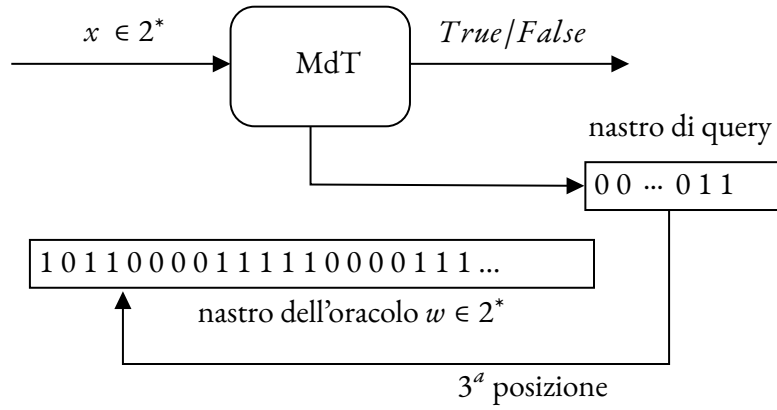 x ∈ 2*
MdT
True/False
nastro di query
0 0 ... 0 1 1
1 0 1 1 0 0 0 0 1 1 1 1 1 0 0 0 0 1 1 1 ...
nastro dell'oracolo w ∈ 2*
3ᵃ posizione